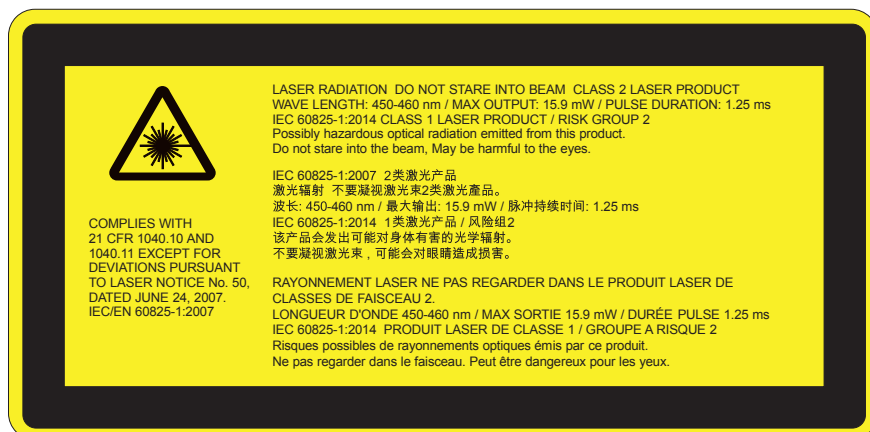 COMPLIES WITH
21 CFR 1040.10 AND
1040.11 EXCEPT FOR
DEVIATIONS PURSUANT
TO LASER NOTICE No. 50,
DATED JUNE 24, 2007.
IEC/EN 60825-1:2007
LASER RADIATION  DO NOT STARE INTO BEAM  CLASS 2 LASER PRODUCT
WAVE LENGTH: 450-460 nm / MAX OUTPUT: 15.9 mW / PULSE DURATION: 1.25 ms
IEC 60825-1:2014 CLASS 1 LASER PRODUCT / RISK GROUP 2
Possibly hazardous optical radiation emitted from this product.
Do not stare into the beam, May be harmful to the eyes.
IEC 60825-1:2007  2类激光产品
激光辐射  不要凝视激光束2类激光產品。
波长: 450-460 nm / 最大输出: 15.9 mW / 脉冲持续时间: 1.25 ms
IEC 60825-1:2014  1类激光产品 / 风险组2
该产品会发出可能对身体有害的光学辐射。
不要凝视激光束，可能会对眼睛造成损害。
RAYONNEMENT LASER NE PAS REGARDER DANS LE PRODUIT LASER DE
CLASSES DE FAISCEAU 2.
LONGUEUR D'ONDE 450-460 nm / MAX SORTIE 15.9 mW / DURÉE PULSE 1.25 ms
IEC 60825-1:2014  PRODUIT LASER DE CLASSE 1 / GROUPE A RISQUE 2
Risques possibles de rayonnements optiques émis par ce produit.
Ne pas regarder dans le faisceau. Peut être dangereux pour les yeux.